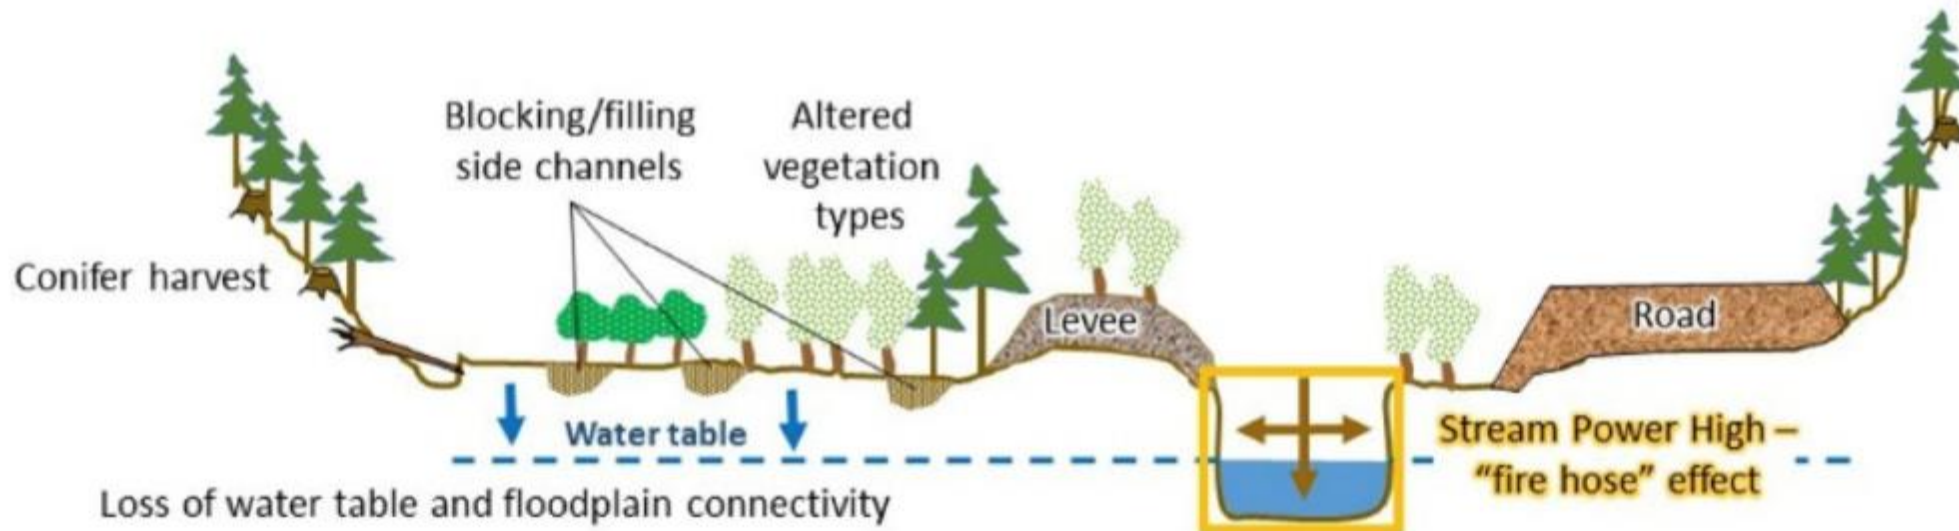 Blocking/filling
side channels
Altered
vegetation
types
Conifer harvest
Levee
Road
Water table
Stream Power High –
“fire hose” effect
Loss of water table and floodplain connectivity